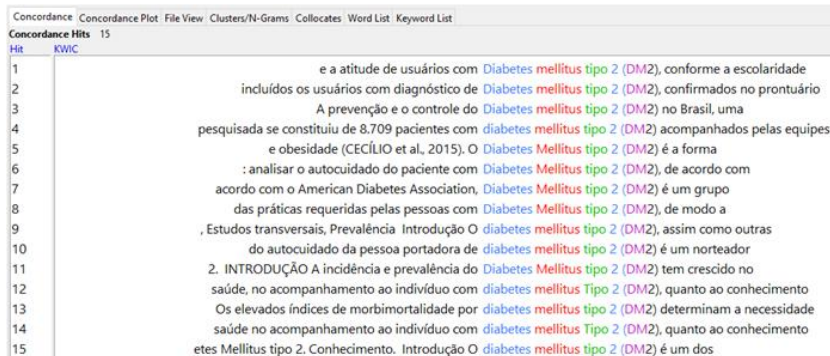 Concordance Concordance Plot File View Clusters/N-Grams Collocates Word List Keyword List
Concordance Hits 15
Hit KWIC
1 e a atitude de usuários com Diabetes mellitus tipo 2 (DM2), conforme a escolaridade
2 incluídos os usuários com diagnóstico de Diabetes mellitus tipo 2 (DM2), confirmados no prontuário
3 A prevenção e o controle do Diabetes mellitus tipo 2 (DM2) no Brasil, uma
4 pesquisada se constituiu de 8.709 pacientes com diabetes mellitus tipo 2 (DM2) acompanhados pelas equipes
5 e obesidade (CECÍLIO et al., 2015). O Diabetes Mellitus tipo 2 (DM2) é a forma
6 : analisar o autocuidado do paciente com Diabetes Mellitus tipo 2 (DM2), de acordo com
7 acordo com o American Diabetes Association, Diabetes Mellitus tipo 2 (DM2) é um grupo
8 das práticas requeridas pelas pessoas com Diabetes Mellitus tipo 2 (DM2), de modo a
9 , Estudos transversais, Prevalência Introdução O diabetes mellitus tipo 2 (DM2), assim como outras
10 do autocuidado da pessoa portadora de diabetes mellitus tipo 2 (DM2) é um norteador
11 2. INTRODUÇÃO A incidência e prevalência do Diabetes Mellitus tipo 2 (DM2) tem crescido no
12 saúde, no acompanhamento ao indivíduo com diabetes mellitus Tipo 2 (DM2), quanto ao conhecimento
13 Os elevados índices de morbimortalidade por diabetes mellitus tipo 2 (DM2) determinam a necessidade
14 saúde no acompanhamento ao indivíduo com diabetes mellitus Tipo 2 (DM2), quanto ao conhecimento
15 etes Mellitus tipo 2. Conhecimento. Introdução O diabetes mellitus tipo 2 (DM2) é um dos